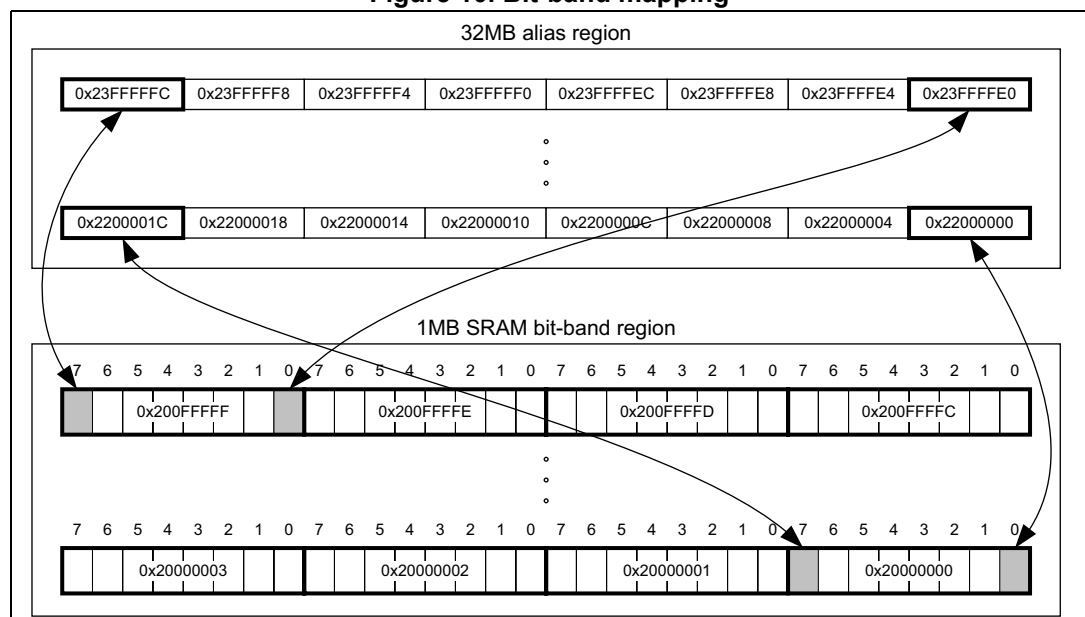 Figure 10. Bit-band mapping
32MB alias region
0x23FFFFFC 0x23FFFFF8 0x23FFFFF4 0x23FFFFF0 0x23FFFFEC 0x23FFFFE8 0x23FFFFE4 0x23FFFFE0
0x2200001C 0x22000018 0x22000014 0x22000010 0x2200000C 0x22000008 0x22000004 0x22000000
1MB SRAM bit-band region
7 6 5 4 3 2 1 0 7 6 5 4 3 2 1 0 7 6 5 4 3 2 1 0 7 6 5 4 3 2 1 0
0x200FFFFF 0x200FFFFE 0x200FFFFD 0x200FFFFC
7 6 5 4 3 2 1 0 7 6 5 4 3 2 1 0 7 6 5 4 3 2 1 0 7 6 5 4 3 2 1 0
0x20000003 0x20000002 0x20000001 0x20000000